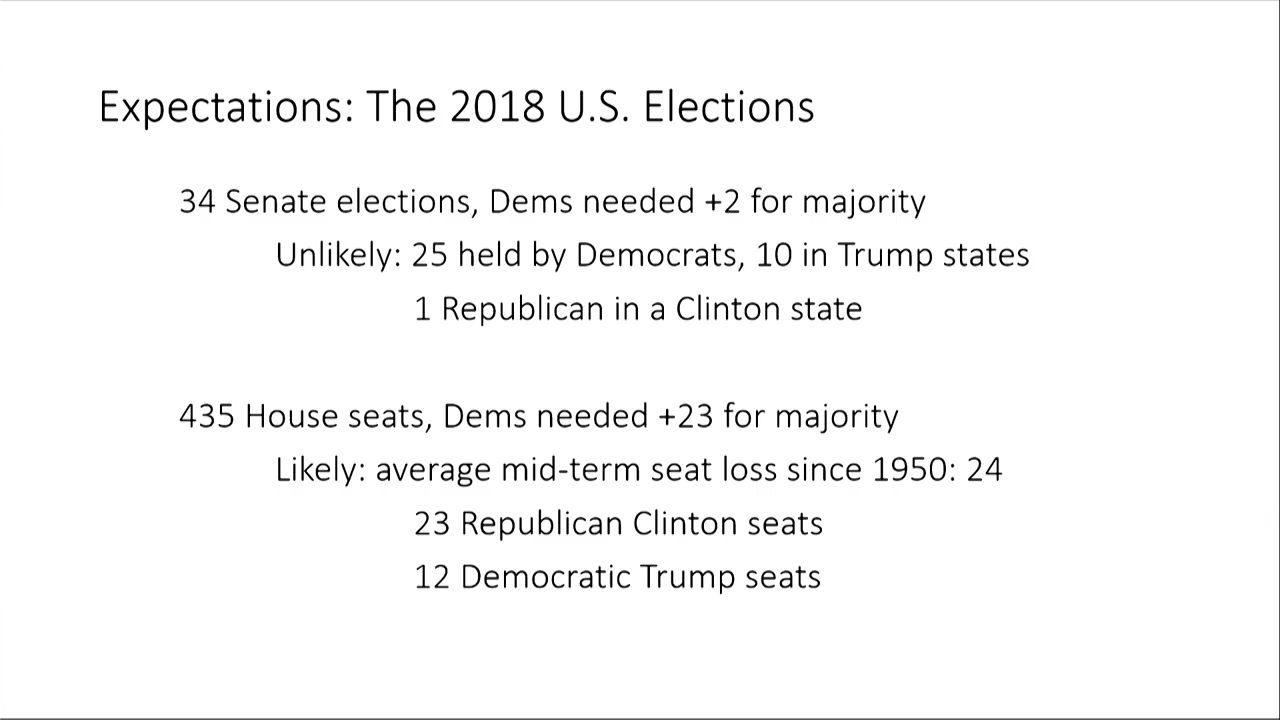 Expectations: The 2018 U.S. Elections
34 Senate elections, Dems needed +2 for majority
Unlikely: 25 held by Democrats, 10 in Trump states
1 Republican in a Clinton state
435 House seats, Dems needed +23 for majority
Likely: average mid-term seat loss since 1950: 24
23 Republican Clinton seats
12 Democratic Trump seats